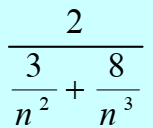 2
3 8
n² + n³